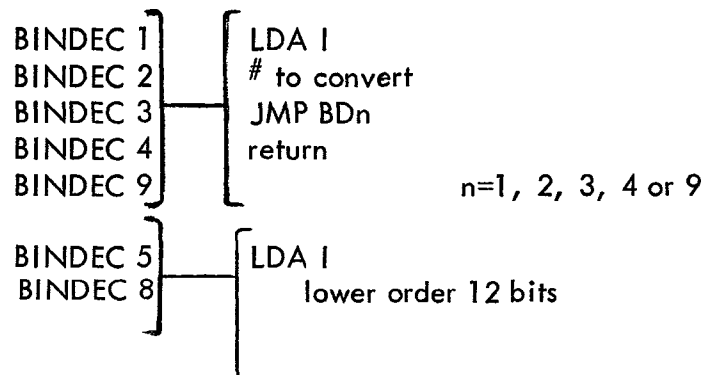 BINDEC 1 LDA I
BINDEC 2 # to convert
BINDEC 3 JMP BDn
BINDEC 4 return
BINDEC 9 n=1, 2, 3, 4 or 9
BINDEC 5 LDA I
BINDEC 8 lower order 12 bits